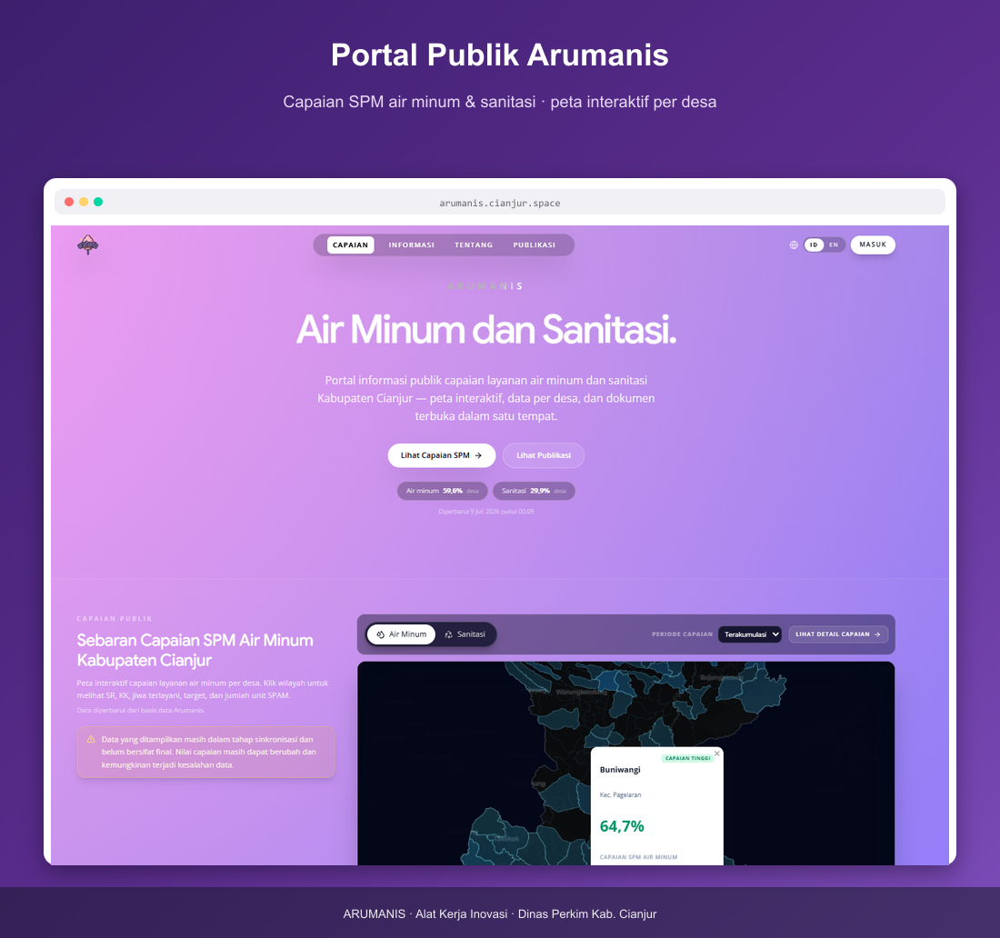 Portal Publik Arumanis
Capaian SPM air minum & sanitasi · peta interaktif per desa
arumanis.cianjur.space
CAPAIAN INFORMASI TENTANG PUBLIKASI
ID EN MASUK
ARUMANIS
Air Minum dan Sanitasi.
Portal informasi publik capaian layanan air minum dan sanitasi
Kabupaten Cianjur — peta interaktif, data per desa, dan dokumen
terbuka dalam satu tempat.
Lihat Capaian SPM → Lihat Publikasi
Air minum 59,6% desa Sanitasi 29,9% desa
Diperbarui 9 Jul 2026 pukul 00.09
CAPAIAN PUBLIK
Sebaran Capaian SPM Air Minum
Kabupaten Cianjur
Peta interaktif capaian layanan air minum per desa. Klik wilayah untuk
melihat SR, KK, jiwa terlayani, target, dan jumlah unit SPAM.
Data diperbarui dari basis data Arumanis.
Data yang ditampilkan masih dalam tahap sinkronisasi dan
belum bersifat final. Nilai capaian masih dapat berubah dan
kemungkinan terjadi kesalahan data.
Air Minum Sanitasi PERIODE CAPAIAN Terakumulasi LIHAT DETAIL CAPAIAN →
Warungkondang
CAPAIAN TINGGI
Buniwangi
Kec. Pagelaran
64,7%
CAPAIAN SPM AIR MINUM
ARUMANIS · Alat Kerja Inovasi · Dinas Perkim Kab. Cianjur